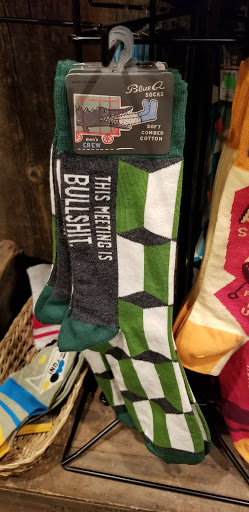 Blue Q
SOCKS
men's
CREW
SOFT
COMBED
COTTON
THIS MEETING IS
BULLSHIT